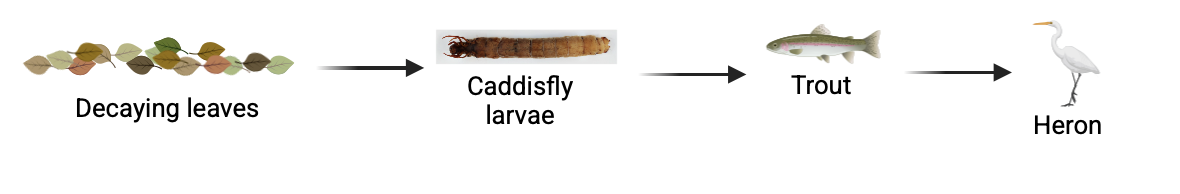 Decaying leaves
Caddisfly
larvae
Trout
Heron